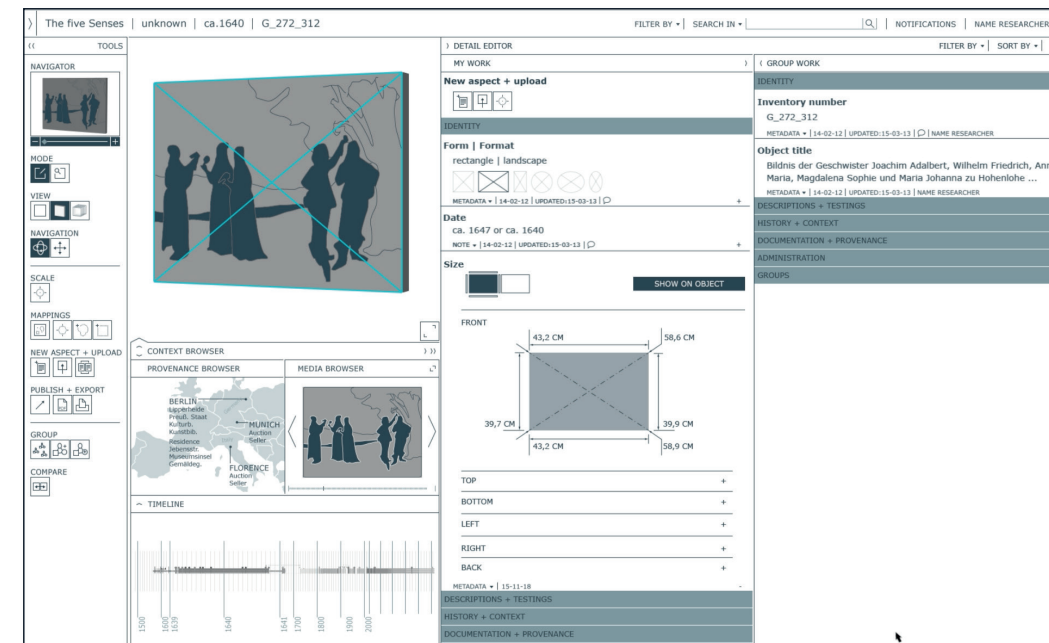 The five Senses | unknown | ca.1640 | G_272_312
FILTER BY ▾ | SEARCH IN ▾ | NOTIFICATIONS | NAME RESEARCHER
TOOLS
NAVIGATOR
MODE
VIEW
NAVIGATION
SCALE
MAPPINGS
NEW ASPECT + UPLOAD
PUBLISH + EXPORT
GROUP
COMPARE
CONTEXT BROWSER
PROVENANCE BROWSER
BERLIN
Lipperheide
Preuß. Staat
Kulturb.
Kunstbib.
Residence
Jebensstr.
Museumsinsel
Gemäldeg.
MUNICH
Auction
Seller
FLORENCE
Auction
Seller
MEDIA BROWSER
TIMELINE
1500
1600
1639
1640
1641
1700
1800
1900
2000
DETAIL EDITOR
MY WORK
New aspect + upload
IDENTITY
Form | Format
rectangle | landscape
METADATA ▾ | 14-02-12 | UPDATED:15-03-13 |
Date
ca. 1647 or ca. 1640
NOTE ▾ | 14-02-12 | UPDATED:15-03-13 |
Size
SHOW ON OBJECT
FRONT
43,2 CM
58,6 CM
39,7 CM
39,9 CM
43,2 CM
58,9 CM
TOP +
BOTTOM +
LEFT +
RIGHT +
BACK +
METADATA ▾ | 15-11-18 -
DESCRIPTIONS + TESTINGS
HISTORY + CONTEXT
DOCUMENTATION + PROVENANCE
FILTER BY ▾ | SORT BY ▾ |
GROUP WORK
IDENTITY
Inventory number
G_272_312
METADATA ▾ | 14-02-12 | UPDATED:15-03-13 | NAME RESEARCHER
Object title
Bildnis der Geschwister Joachim Adalbert, Wilhelm Friedrich,
Maria, Magdalena Sophie und Maria Johanna zu Hohenlohe ...
METADATA ▾ | 14-02-12 | UPDATED:15-03-13 | NAME RESEARCHER
DESCRIPTIONS + TESTINGS
HISTORY + CONTEXT
DOCUMENTATION + PROVENANCE
ADMINISTRATION
GROUPS